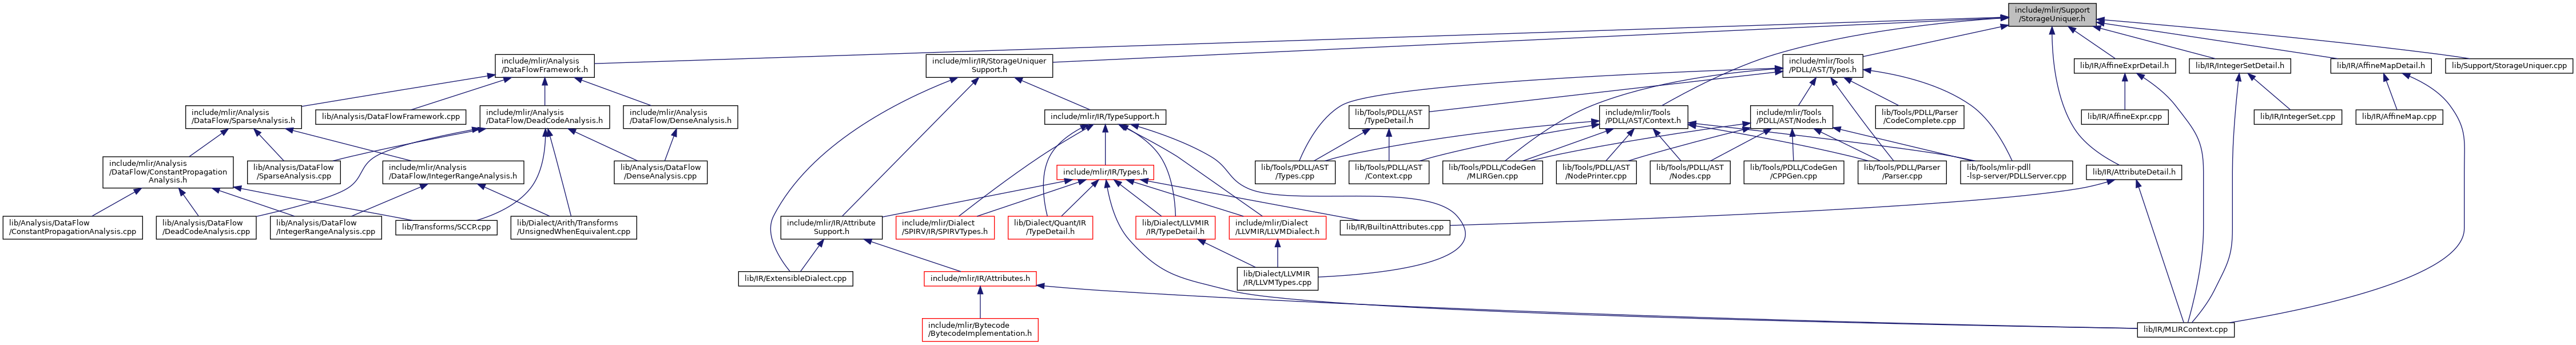 include/mlir/Support
/StorageUniquer.h
include/mlir/Analysis
/DataFlowFramework.h
include/mlir/IR/StorageUniquer
Support.h
include/mlir/Tools
/PDLL/AST/Types.h
lib/IR/AffineExprDetail.h
lib/IR/IntegerSetDetail.h
lib/IR/AffineMapDetail.h
lib/Support/StorageUniquer.cpp
include/mlir/Analysis
/DataFlow/SparseAnalysis.h
lib/Analysis/DataFlowFramework.cpp
include/mlir/Analysis
/DataFlow/DeadCodeAnalysis.h
include/mlir/Analysis
/DataFlow/DenseAnalysis.h
include/mlir/IR/TypeSupport.h
lib/Tools/PDLL/AST
/TypeDetail.h
include/mlir/Tools
/PDLL/AST/Context.h
include/mlir/Tools
/PDLL/AST/Nodes.h
lib/Tools/PDLL/Parser
/CodeComplete.cpp
lib/IR/AffineExpr.cpp
lib/IR/IntegerSet.cpp
lib/IR/AffineMap.cpp
include/mlir/Analysis
/DataFlow/ConstantPropagation
Analysis.h
lib/Analysis/DataFlow
/SparseAnalysis.cpp
include/mlir/Analysis
/DataFlow/IntegerRangeAnalysis.h
lib/Analysis/DataFlow
/DenseAnalysis.cpp
include/mlir/IR/Types.h
lib/Tools/PDLL/AST
/Types.cpp
lib/Tools/PDLL/AST
/Context.cpp
lib/Tools/PDLL/CodeGen
/MLIRGen.cpp
lib/Tools/PDLL/AST
/NodePrinter.cpp
lib/Tools/PDLL/AST
/Nodes.cpp
lib/Tools/PDLL/CodeGen
/CPPGen.cpp
lib/Tools/PDLL/Parser
/Parser.cpp
lib/Tools/mlir-pdll
-lsp-server/PDLLServer.cpp
lib/IR/AttributeDetail.h
lib/Analysis/DataFlow
/ConstantPropagationAnalysis.cpp
lib/Analysis/DataFlow
/DeadCodeAnalysis.cpp
lib/Analysis/DataFlow
/IntegerRangeAnalysis.cpp
lib/Transforms/SCCP.cpp
lib/Dialect/Arith/Transforms
/UnsignedWhenEquivalent.cpp
include/mlir/IR/Attribute
Support.h
include/mlir/Dialect
/SPIRV/IR/SPIRVTypes.h
lib/Dialect/Quant/IR
/TypeDetail.h
lib/Dialect/LLVMIR
/IR/TypeDetail.h
include/mlir/Dialect
/LLVMIR/LLVMDialect.h
lib/IR/BuiltinAttributes.cpp
lib/IR/ExtensibleDialect.cpp
include/mlir/IR/Attributes.h
lib/Dialect/LLVMIR
/IR/LLVMTypes.cpp
include/mlir/Bytecode
/BytecodeImplementation.h
lib/IR/MLIRContext.cpp